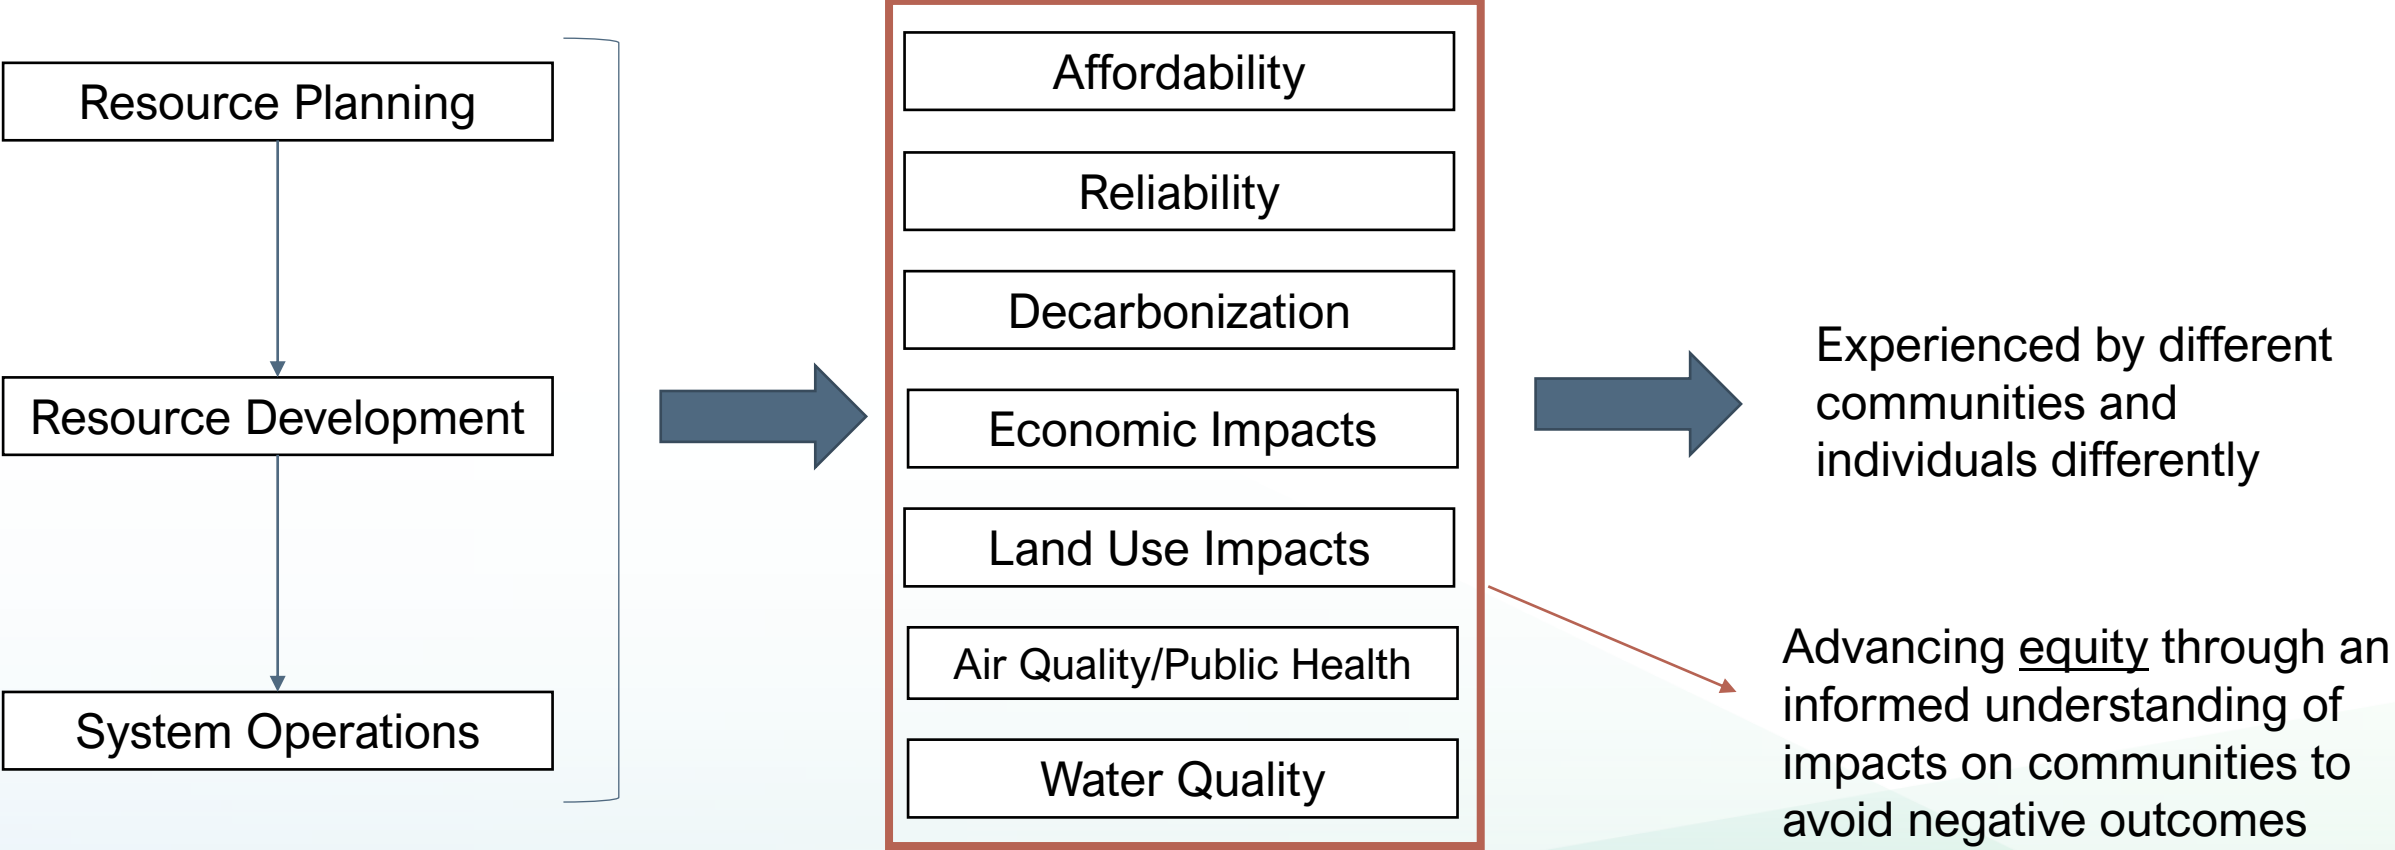 Resource Planning
Resource Development
System Operations
Affordability
Reliability
Decarbonization
Economic Impacts
Land Use Impacts
Air Quality/Public Health
Water Quality
Experienced by different
communities and
individuals differently
Advancing equity through an
informed understanding of
impacts on communities to
avoid negative outcomes